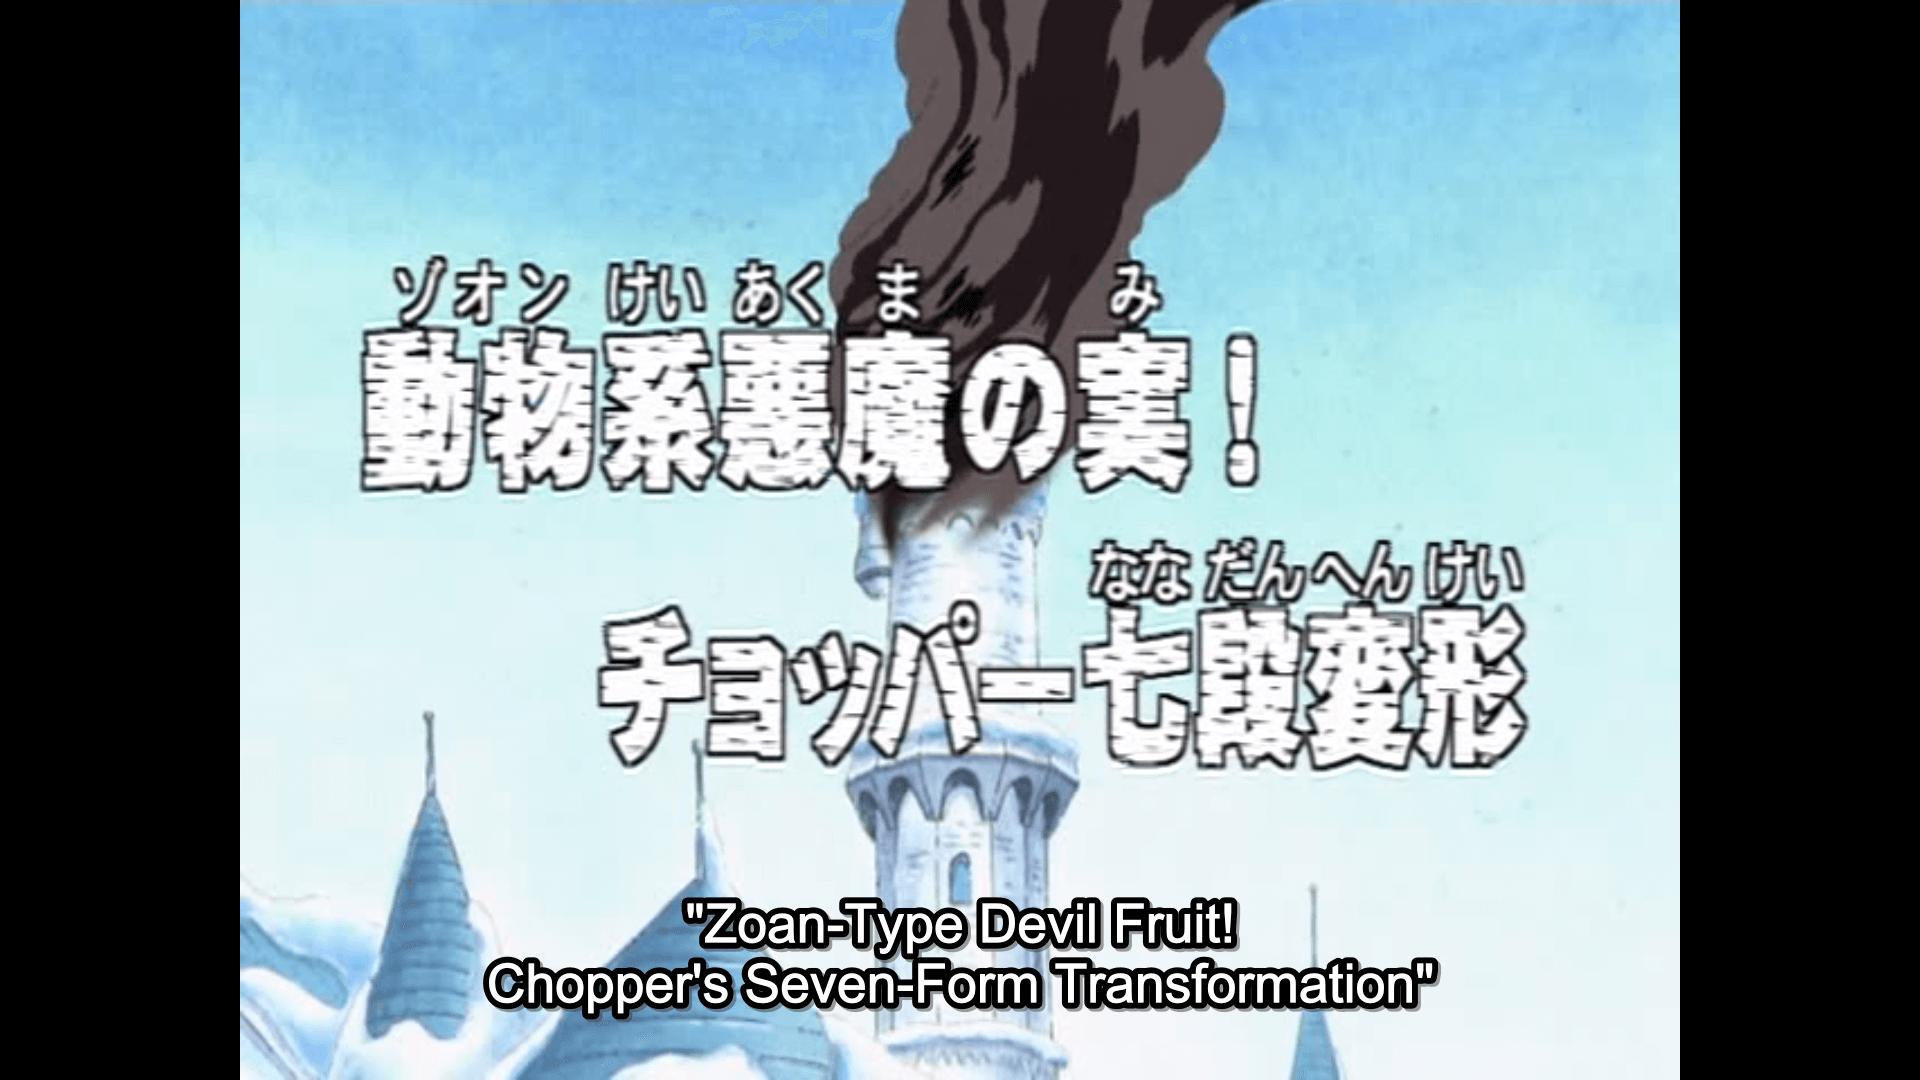 ゾオン けい あく ま み
動物系悪魔の実!
なな だん へん けい
チョッパー七段変形
"Zoan-Type Devil Fruit!
Chopper's Seven-Form Transformation"